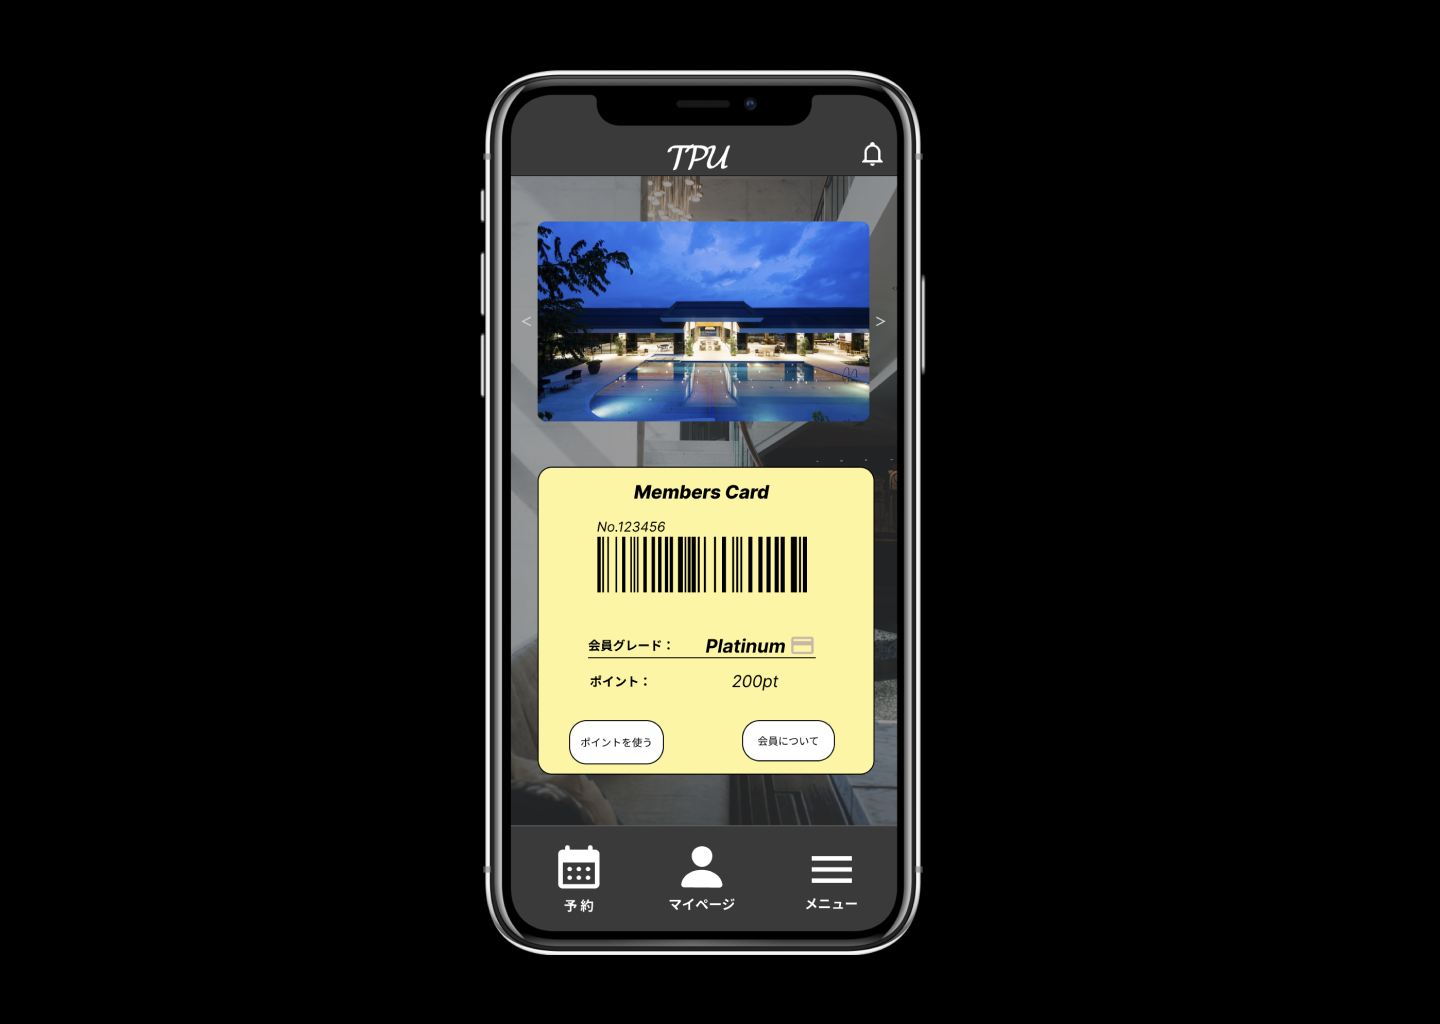 TPU
<
>
Members Card
No.123456
会員グレード： Platinum
ポイント： 200pt
ポイントを使う 会員について
予約 マイページ メニュー